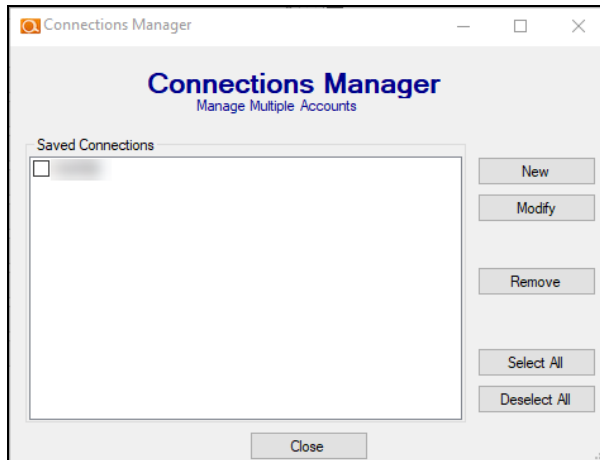 Connections Manager
Connections Manager
Manage Multiple Accounts
Saved Connections
New
Modify
Remove
Select All
Deselect All
Close